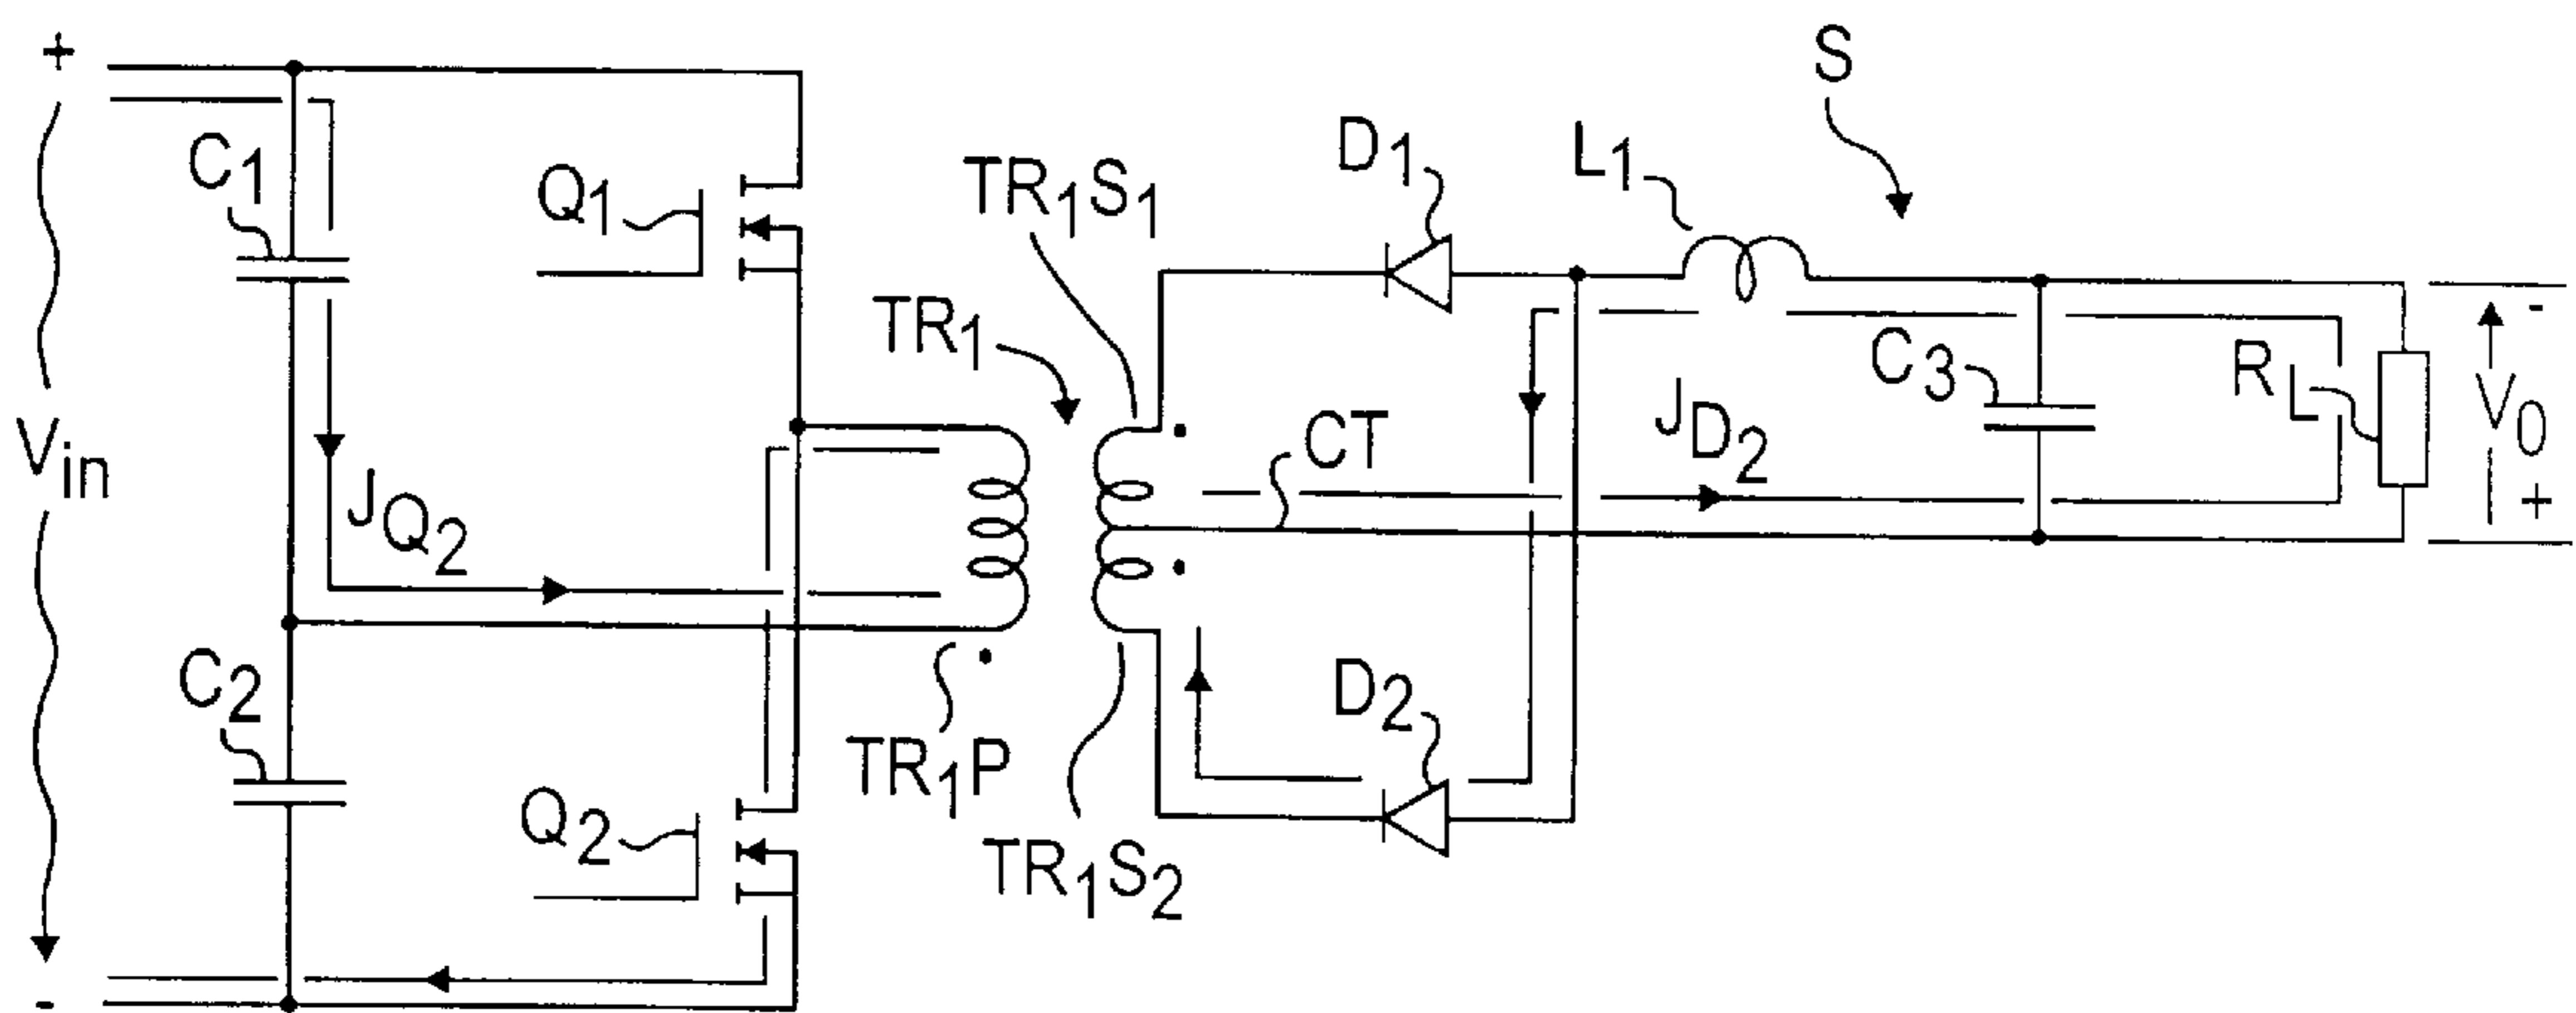 +
Vin
-
C1
C2
JQ2
Q1
Q2
TR1
TR1P
TR1S1
TR1S2
CT
D1
D2
JD2
L1
S
C3
RL
-
V0
+